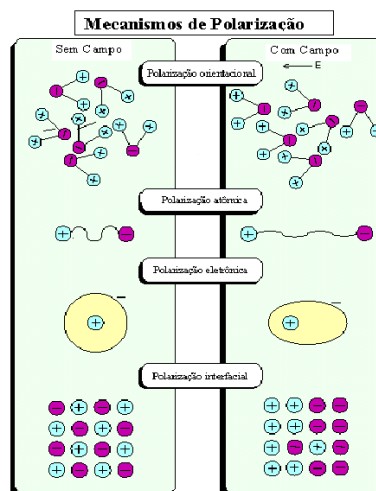 Mecanismos de Polarização
Sem Campo
Com Campo
E
Polarização orientacional
Polarização atômica
Polarização eletrônica
Polarização interfacial